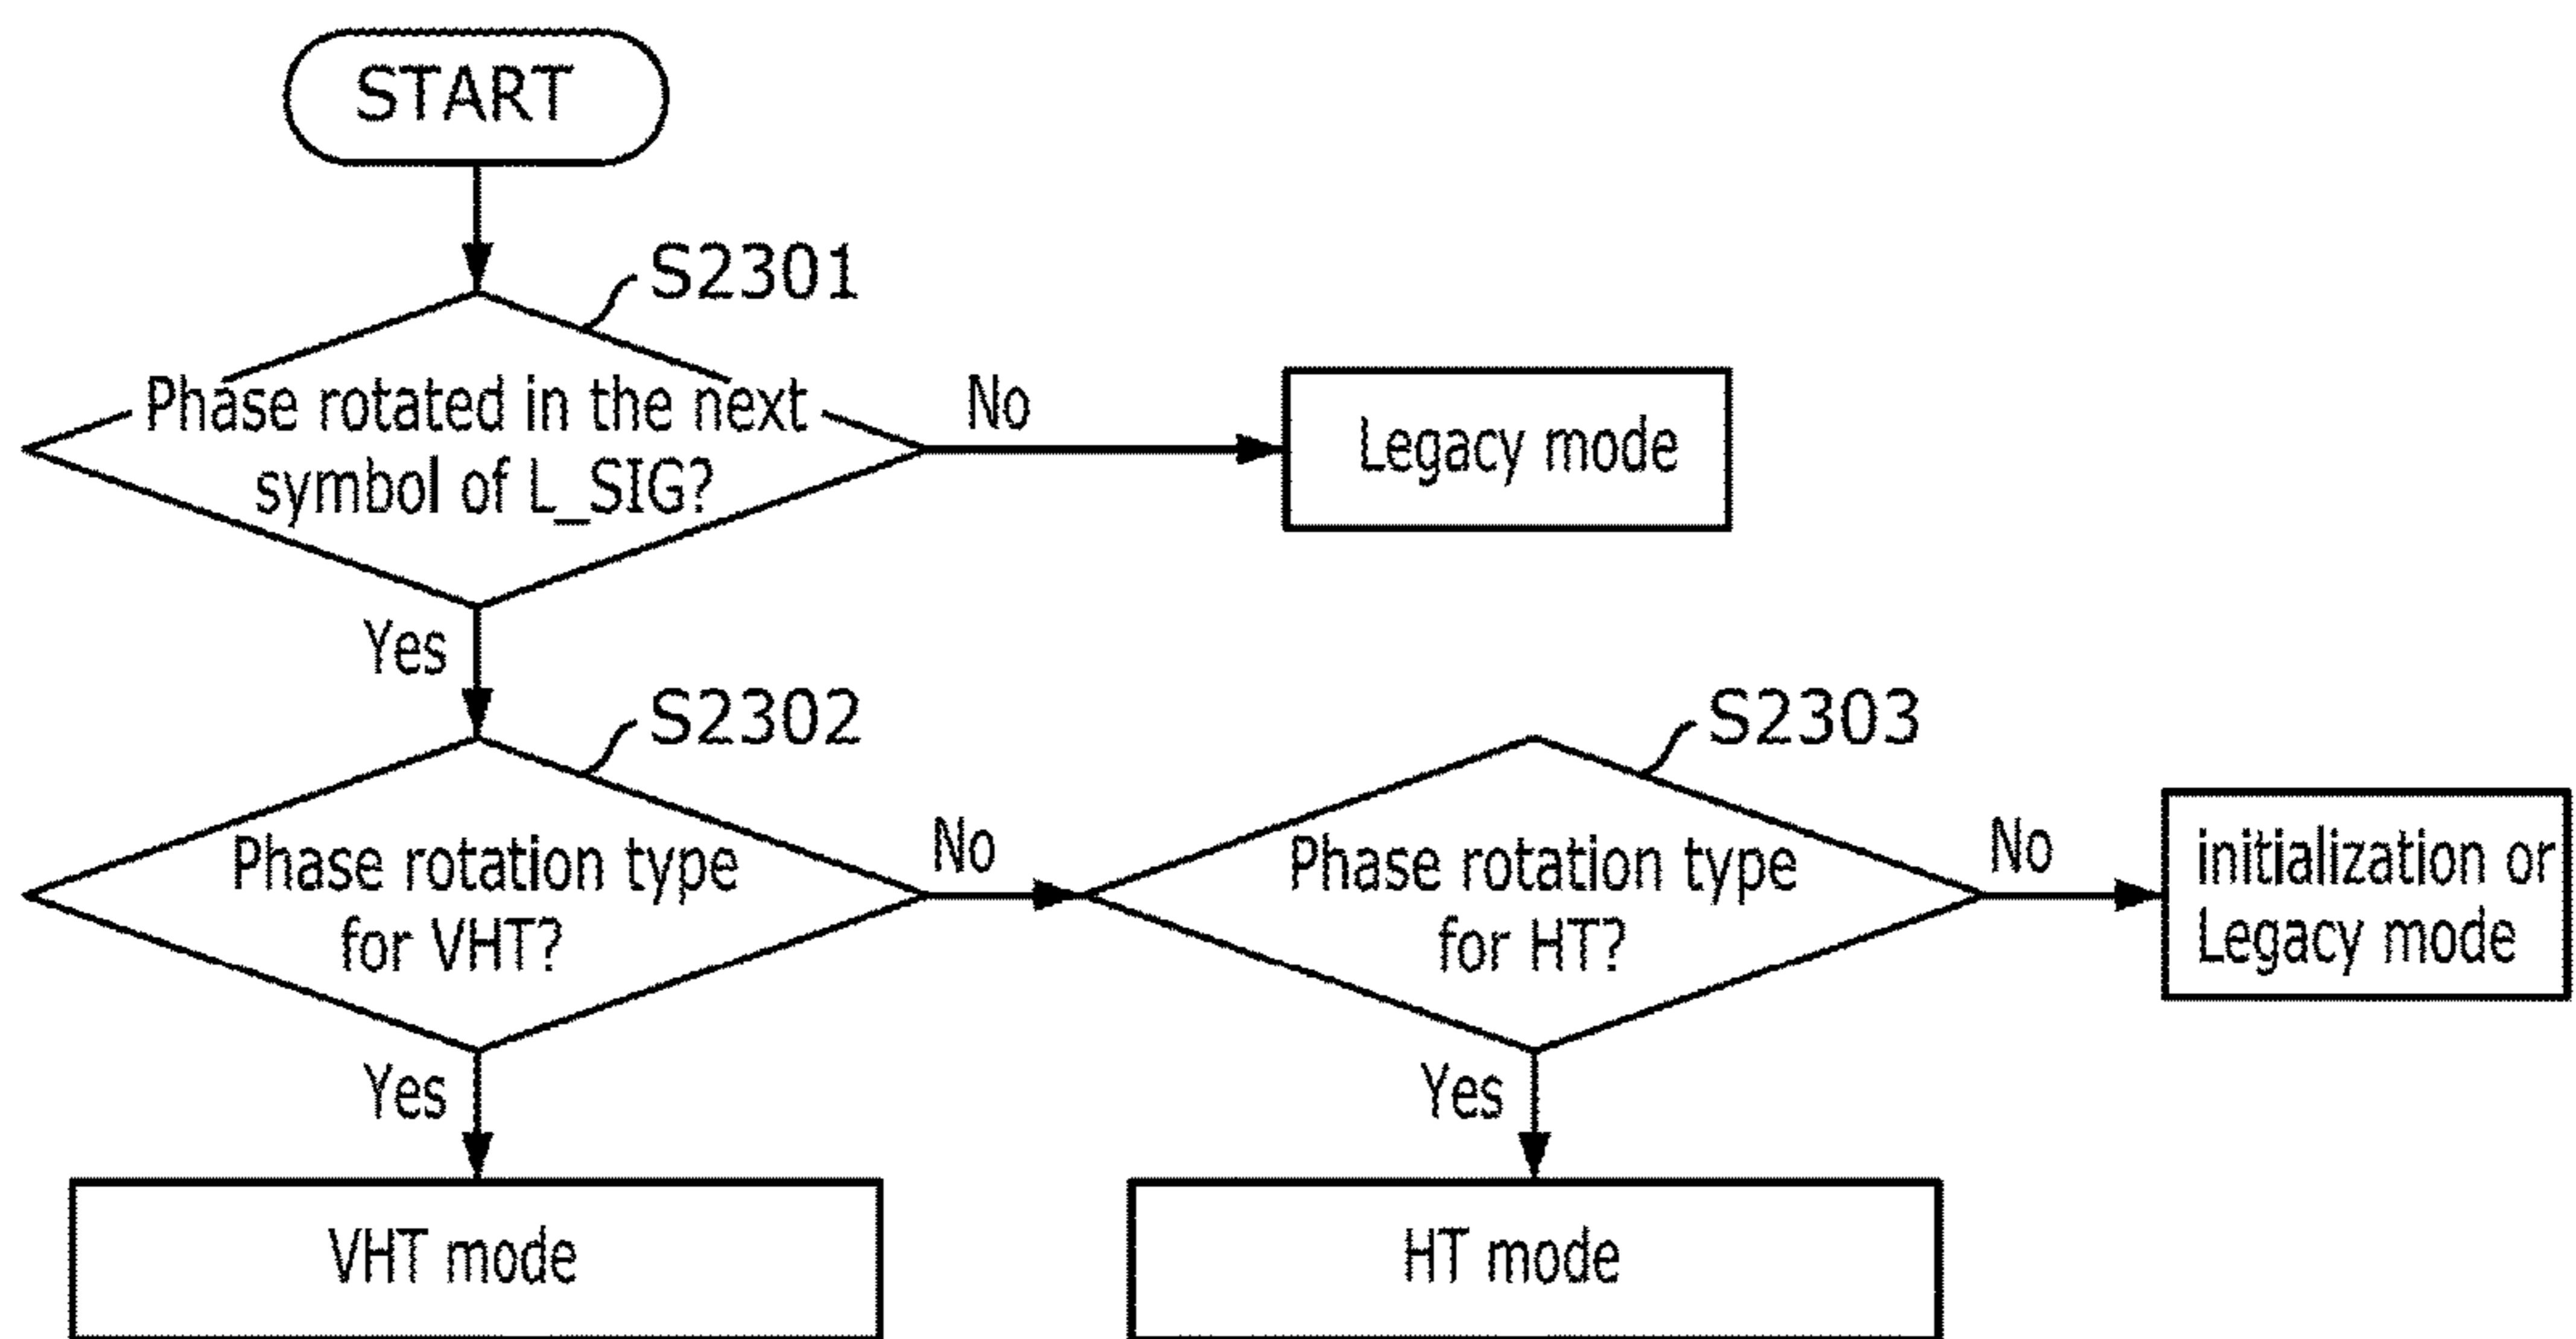 START
S2301
Phase rotated in the next
symbol of L_SIG?
No
Legacy mode
Yes
S2302
S2303
Phase rotation type
for VHT?
No
Phase rotation type
for HT?
No
initialization or
Legacy mode
Yes
Yes
VHT mode
HT mode